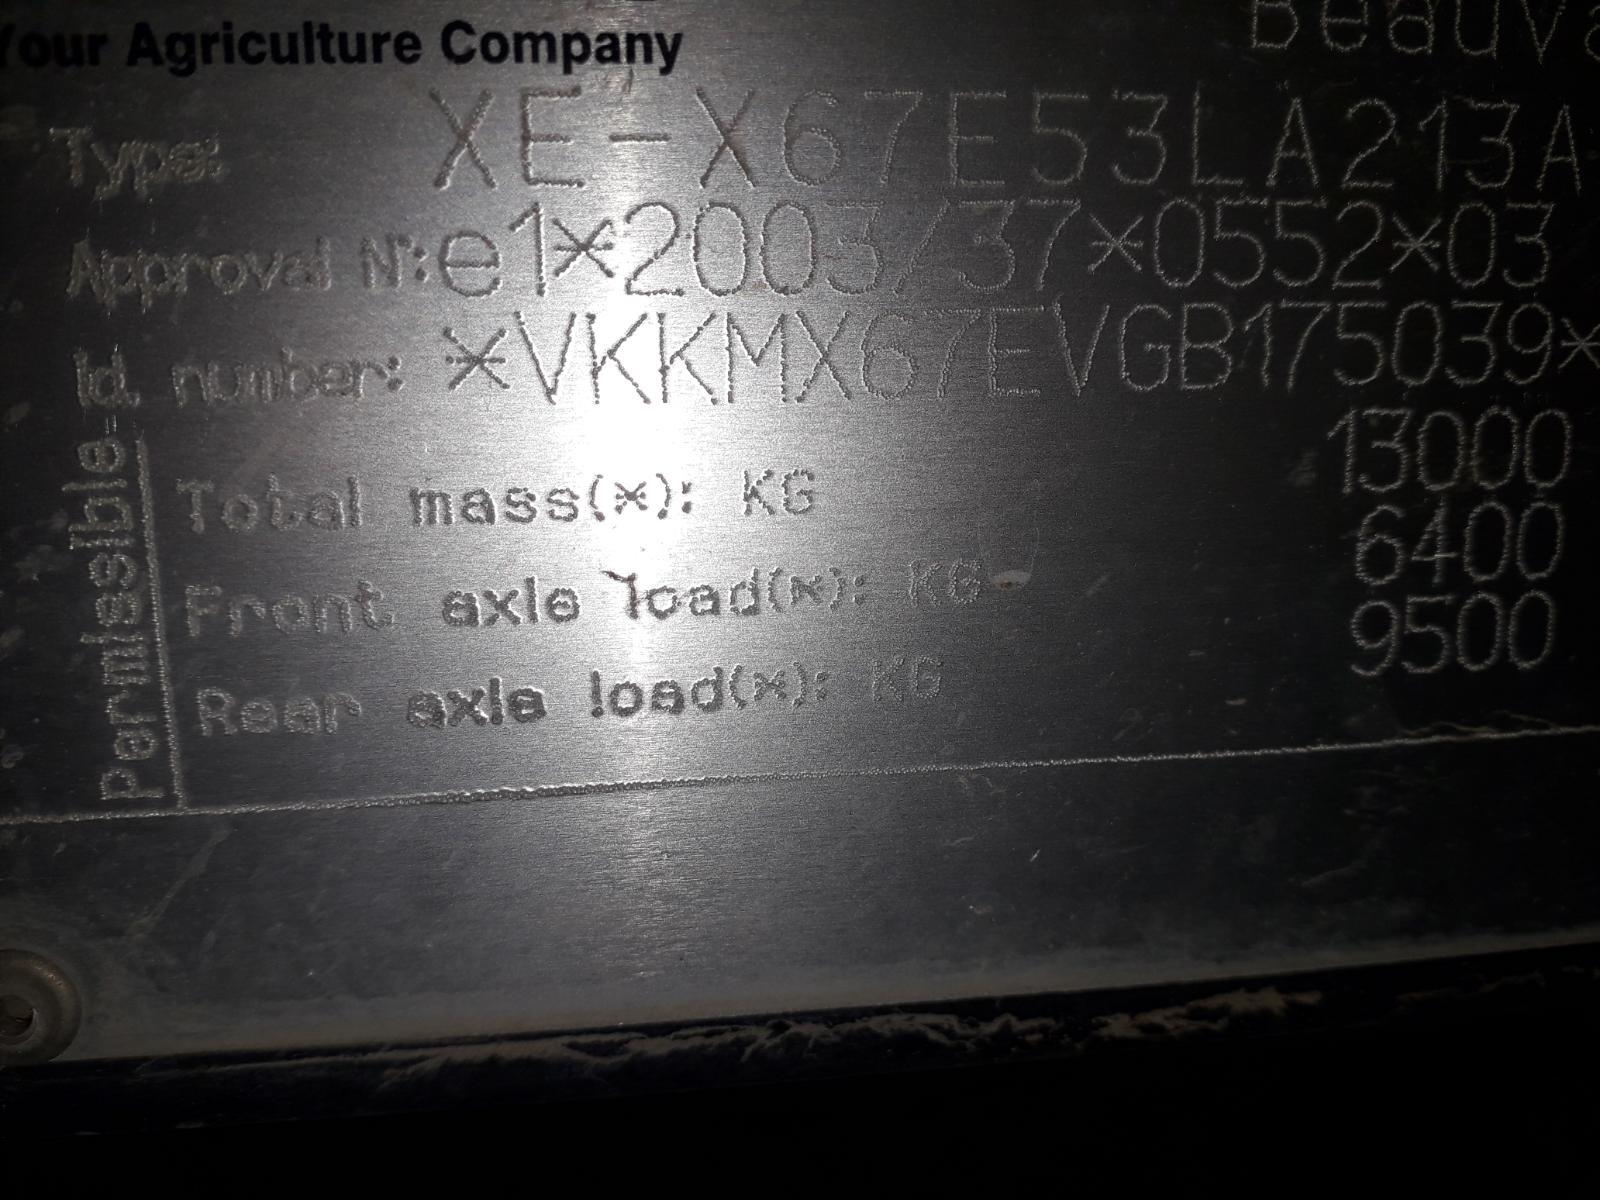 Your Agriculture Company
Beauva
Type: XE-X67E53LA213A
Approval N°: e1*2003/37*0552*03
Id. number: *VKKMX67EVGB175039*
Permissible
Total mass(x): KG 13000
Front axle load(x): KG 6400
Rear axle load(x): KG 9500